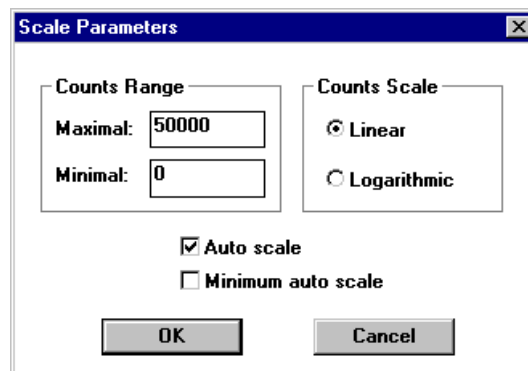 Scale Parameters
Counts Range
Maximal: 50000
Minimal: 0
Counts Scale
Linear
Logarithmic
Auto scale
Minimum auto scale
OK
Cancel